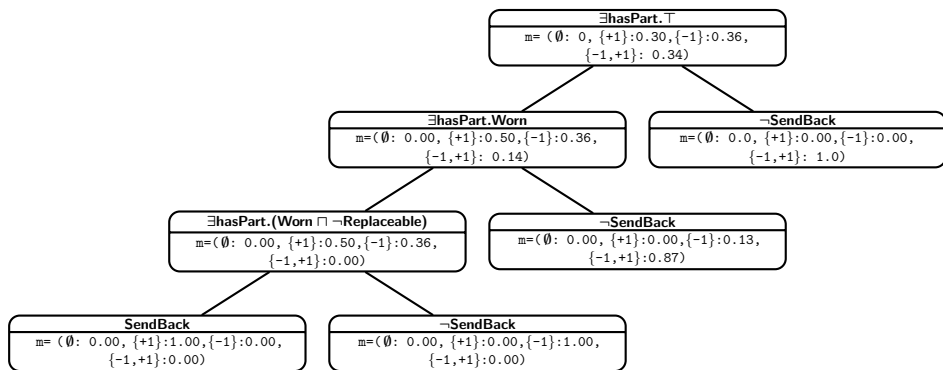 ∃hasPart.⊤
m= (∅: 0, {+1}:0.30,{-1}:0.36,
{-1,+1}: 0.34)
∃hasPart.Worn
m=(∅: 0.00, {+1}:0.50,{-1}:0.36,
{-1,+1}: 0.14)
¬SendBack
m=(∅: 0.0, {+1}:0.00,{-1}:0.00,
{-1,+1}: 1.0)
∃hasPart.(Worn ⊓ ¬Replaceable)
m=(∅: 0.00, {+1}:0.50,{-1}:0.36,
{-1,+1}:0.00)
¬SendBack
m=(∅: 0.00, {+1}:0.00,{-1}:0.13,
{-1,+1}:0.87)
SendBack
m= (∅: 0.00, {+1}:1.00,{-1}:0.00,
{-1,+1}:0.00)
¬SendBack
m=(∅: 0.00, {+1}:0.00,{-1}:1.00,
{-1,+1}:0.00)